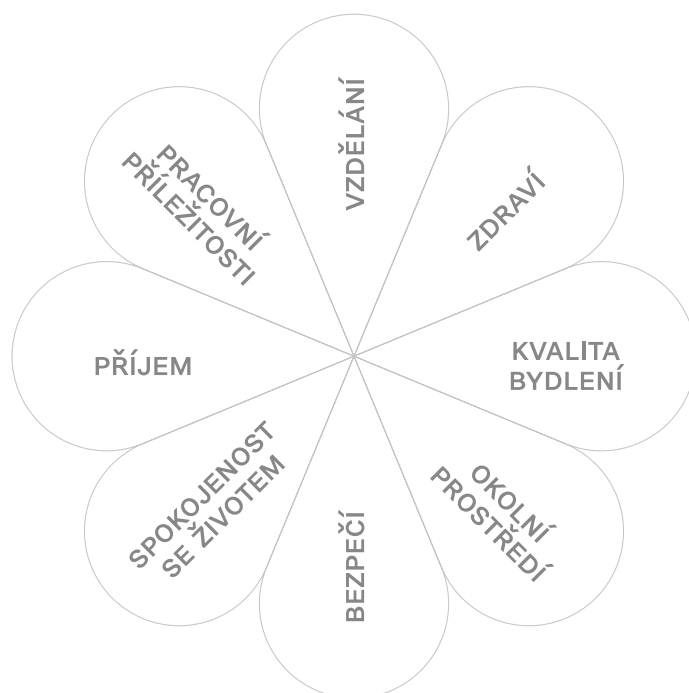 VZDĚLÁNÍ
ZDRAVÍ
KVALITA
BYDLENÍ
OKOLNÍ
PROSTŘEDÍ
BEZPEČÍ
SPOKOJENOST
SE ŽIVOTEM
PŘÍJEM
PRACOVNÍ
PŘÍLEŽITOSTI